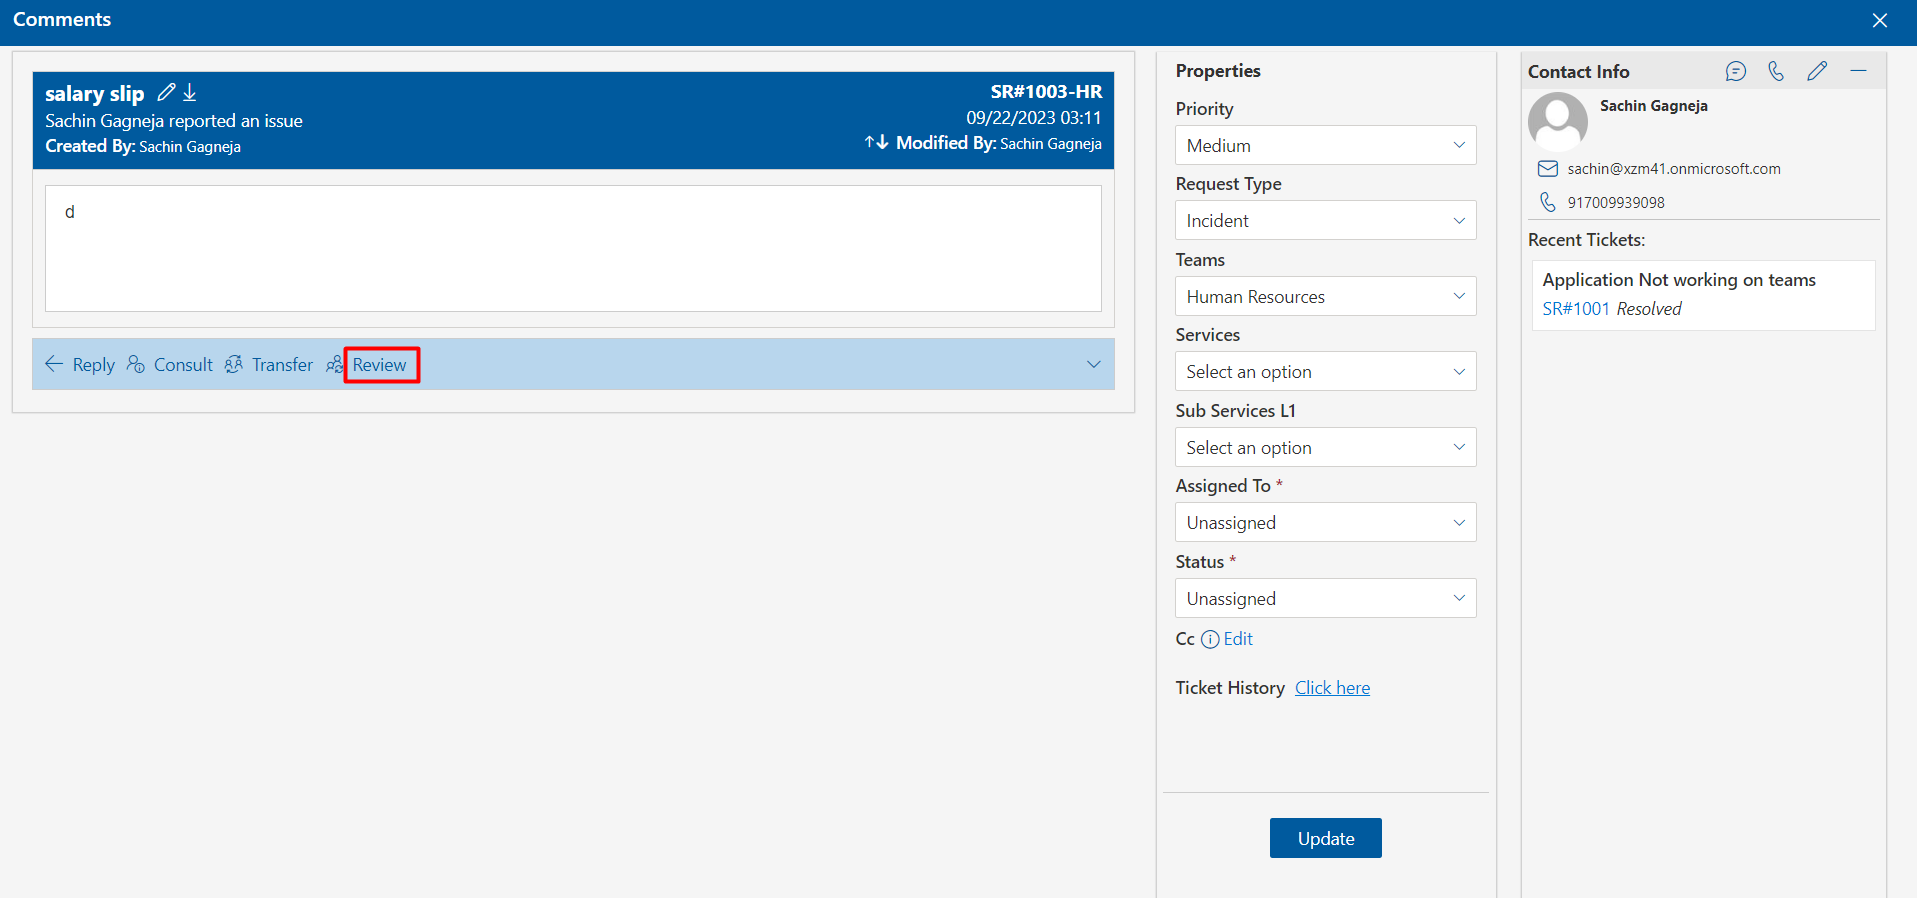 Comments
salary slip
SR#1003-HR
Sachin Gagneja reported an issue
09/22/2023 03:11
Created By: Sachin Gagneja
Modified By: Sachin Gagneja
d
Reply Consult Transfer Review
Properties
Priority
Medium
Request Type
Incident
Teams
Human Resources
Services
Select an option
Sub Services L1
Select an option
Assigned To *
Unassigned
Status *
Unassigned
Cc Edit
Ticket History Click here
Update
Contact Info
Sachin Gagneja
sachin@xzm41.onmicrosoft.com
917009939098
Recent Tickets:
Application Not working on teams
SR#1001 Resolved